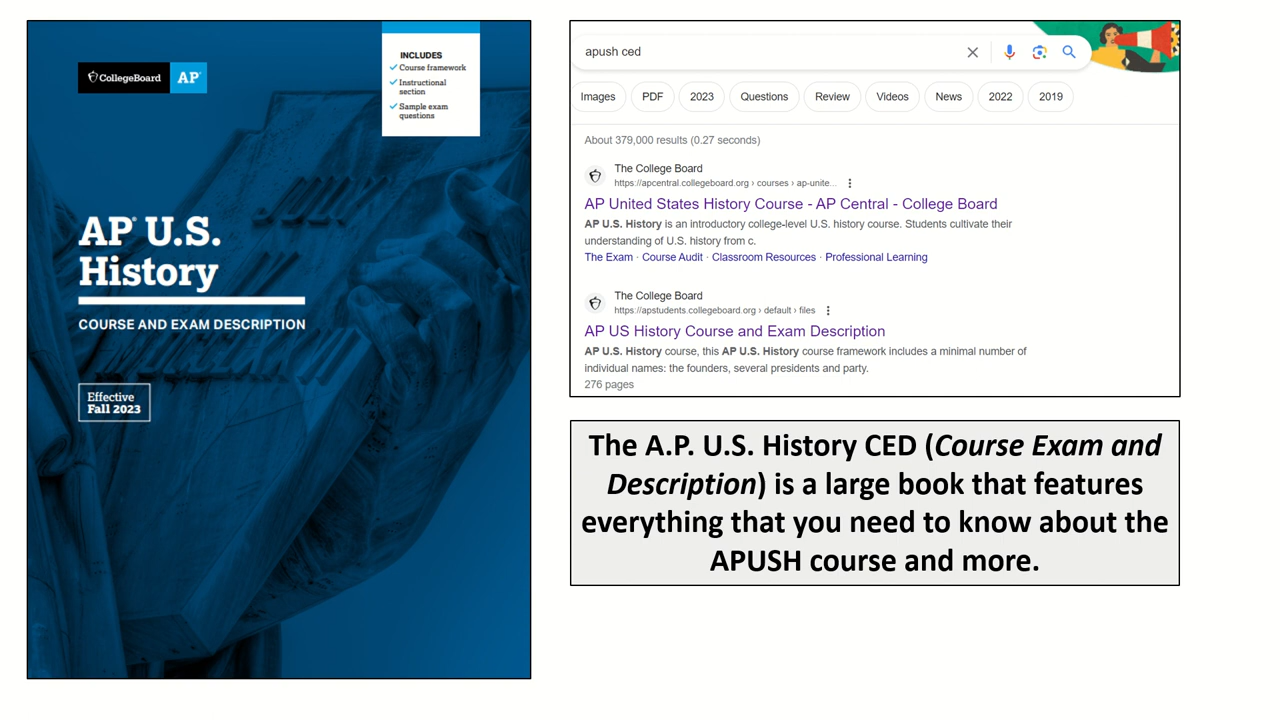 CollegeBoard AP®
INCLUDES
✓ Course framework
✓ Instructional
section
✓ Sample exam
questions
AP® U.S.
History
COURSE AND EXAM DESCRIPTION
Effective
Fall 2023
apush ced
Images PDF 2023 Questions Review Videos News 2022 2019
About 379,000 results (0.27 seconds)
The College Board
https://apcentral.collegeboard.org › courses › ap-unite...
AP United States History Course - AP Central - College Board
AP U.S. History is an introductory college-level U.S. history course. Students cultivate their
understanding of U.S. history from c.
The Exam · Course Audit · Classroom Resources · Professional Learning
The College Board
https://apstudents.collegeboard.org › default › files
AP US History Course and Exam Description
AP U.S. History course, this AP U.S. History course framework includes a minimal number of
individual names: the founders, several presidents and party.
276 pages
The A.P. U.S. History CED (Course Exam and
Description) is a large book that features
everything that you need to know about the
APUSH course and more.